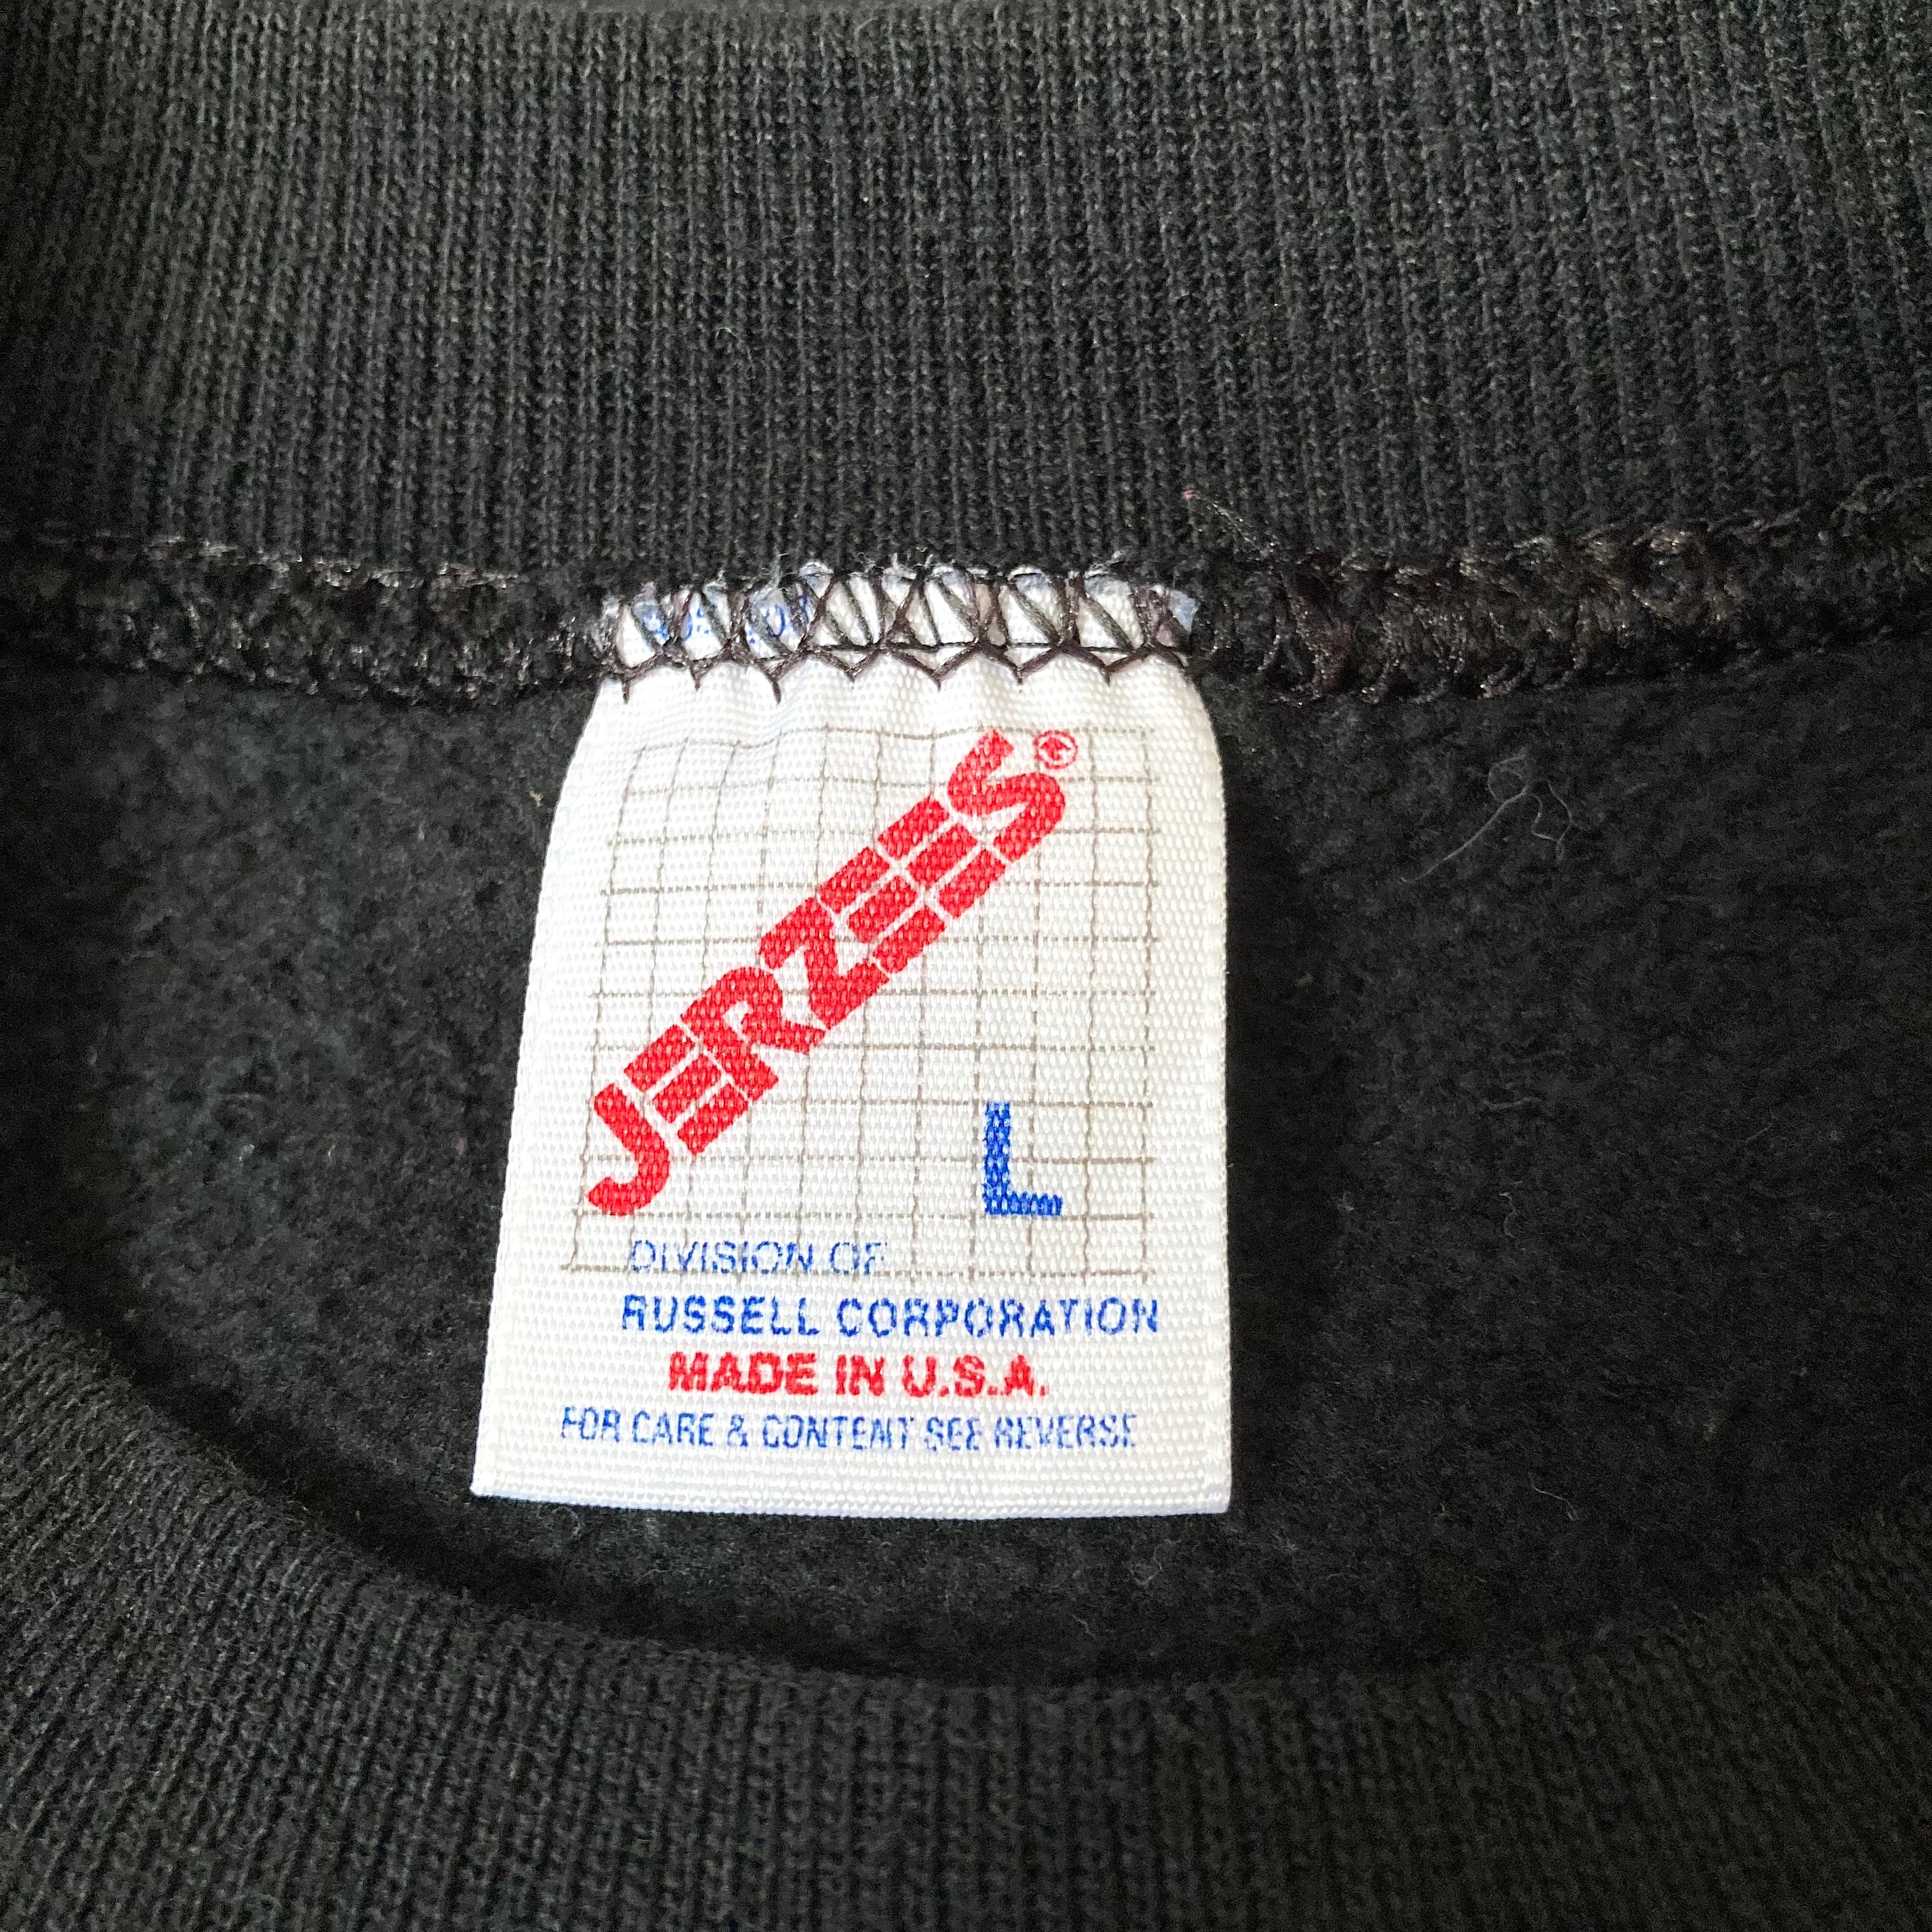 JERZEES®
L
DIVISION OF
RUSSELL CORPORATION
MADE IN U.S.A.
FOR CARE & CONTENT SEE REVERSE